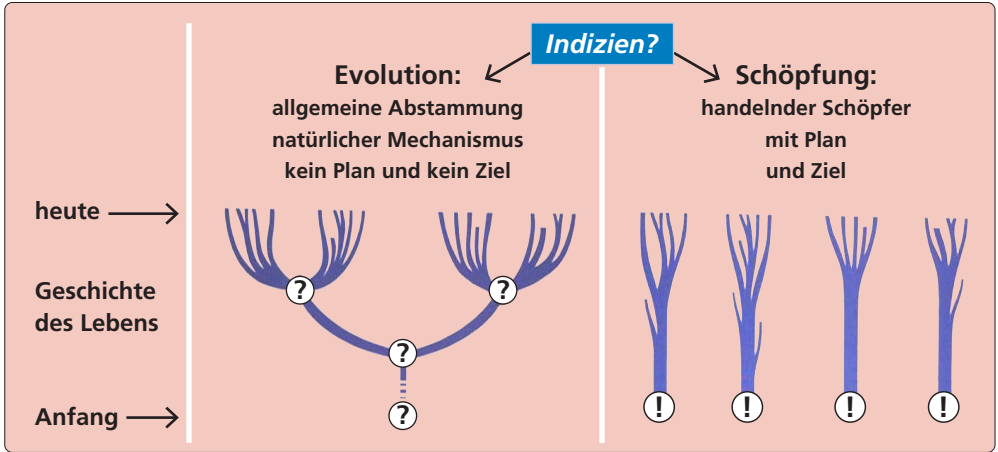 Indizien?
Evolution:
allgemeine Abstammung
natürlicher Mechanismus
kein Plan und kein Ziel
Schöpfung:
handelnder Schöpfer
mit Plan
und Ziel
heute
Geschichte
des Lebens
Anfang
?
?
?
?
!
!
!
!